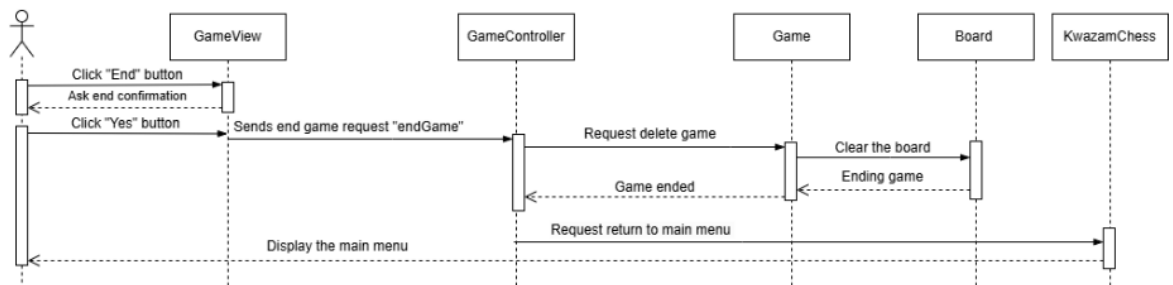 GameView
GameController
Game
Board
KwazamChess
Click "End" button
Ask end confirmation
Click "Yes" button
Sends end game request "endGame"
Request delete game
Clear the board
Ending game
Game ended
Request return to main menu
Display the main menu